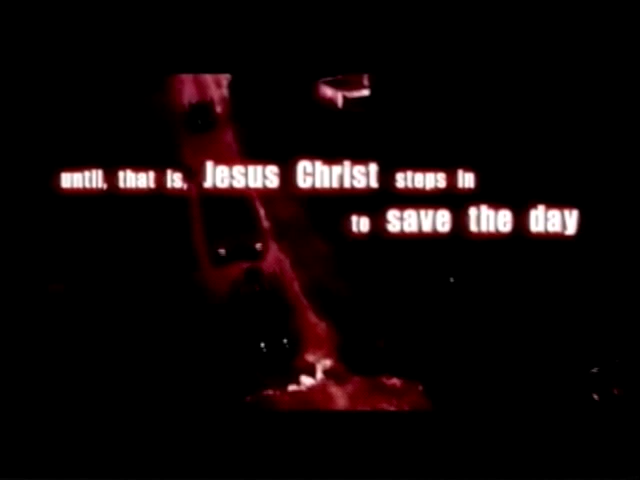 until, that is, Jesus Christ steps in
to save the day